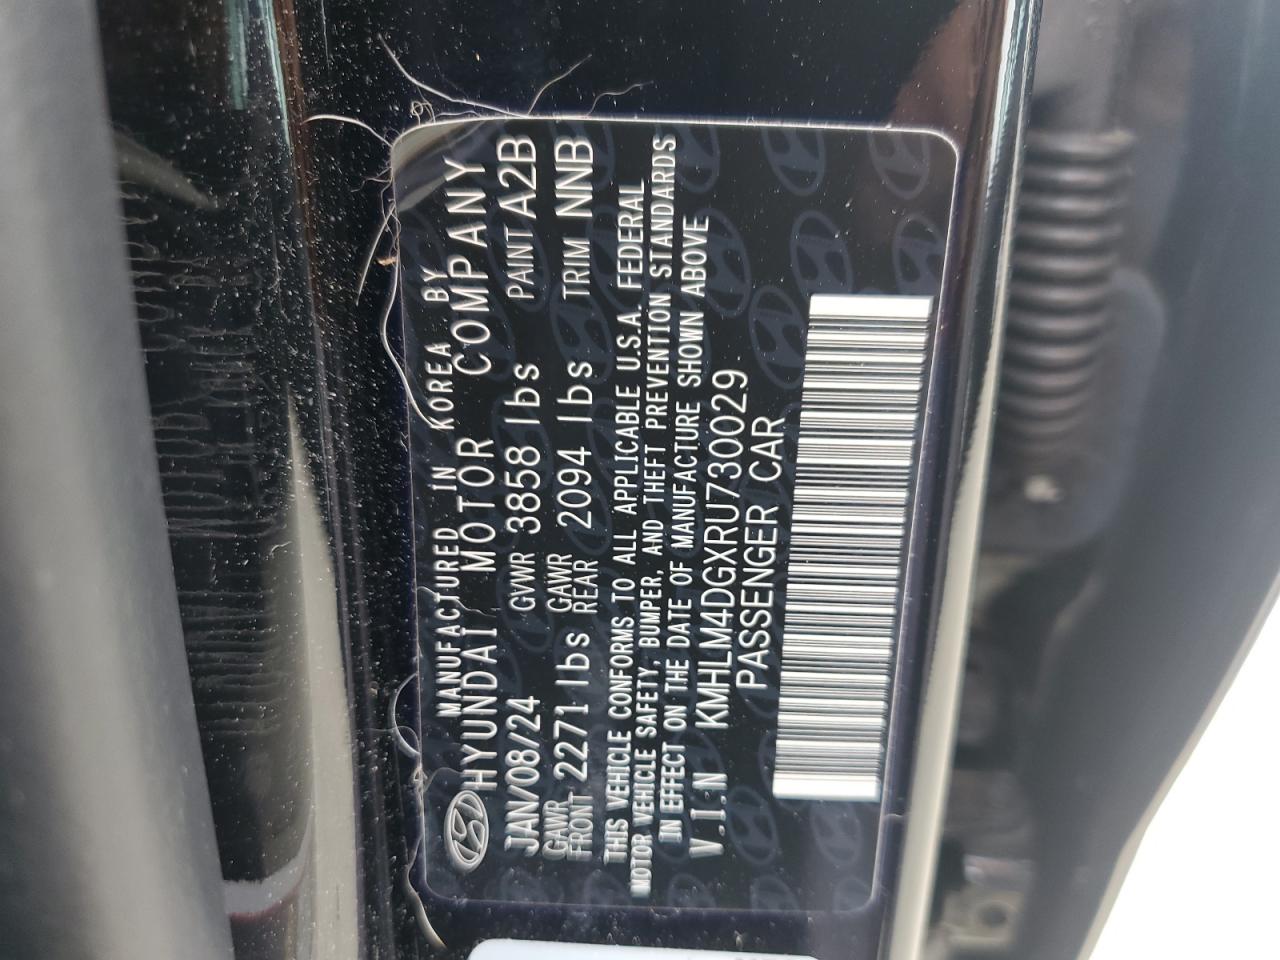 MANUFACTURED IN KOREA BY
HYUNDAI MOTOR COMPANY
JAN/08/24 GVWR 3858 lbs PAINT A2B
GAWR FRONT 2271 lbs GAWR REAR 2094 lbs TRIM NNB
THIS VEHICLE CONFORMS TO ALL APPLICABLE U.S.A. FEDERAL
MOTOR VEHICLE SAFETY, BUMPER, AND THEFT PREVENTION STANDARDS
IN EFFECT ON THE DATE OF MANUFACTURE SHOWN ABOVE
V.I.N KMHLM4DGXRU730029
PASSENGER CAR